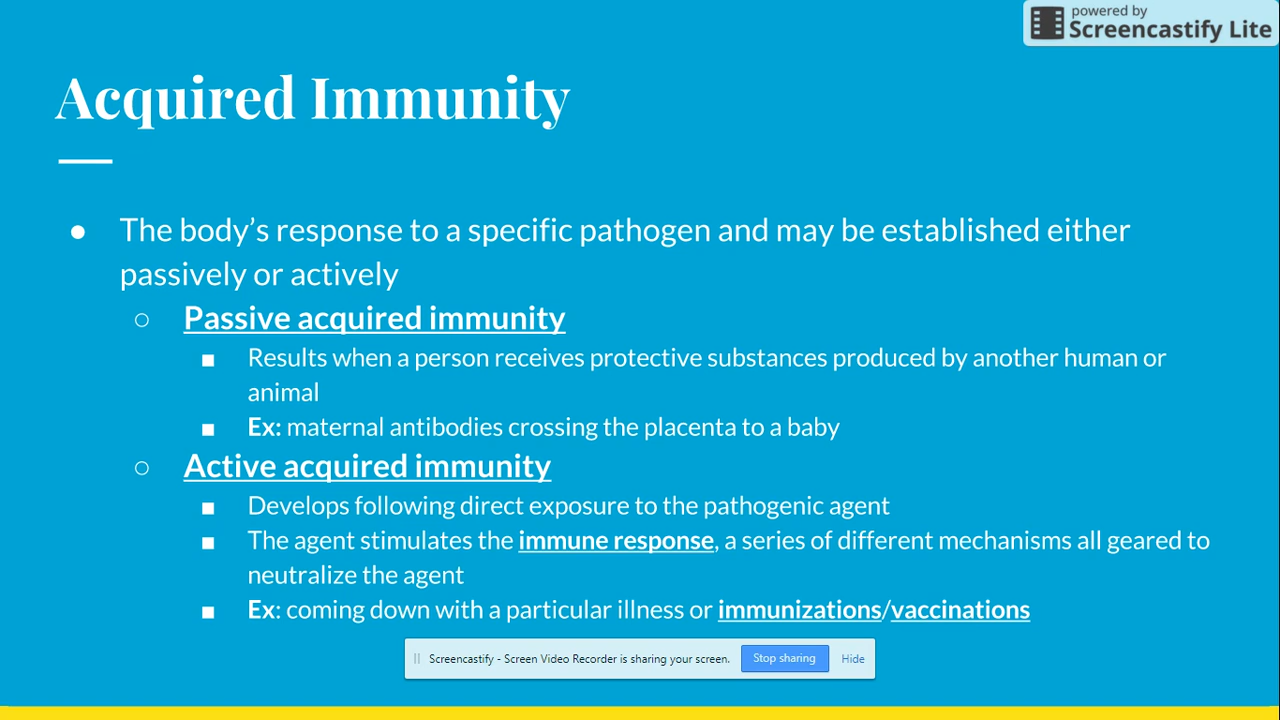 powered by
Screencastify Lite
Acquired Immunity
● The body’s response to a specific pathogen and may be established either
passively or actively
○ Passive acquired immunity
■ Results when a person receives protective substances produced by another human or
animal
■ Ex: maternal antibodies crossing the placenta to a baby
○ Active acquired immunity
■ Develops following direct exposure to the pathogenic agent
■ The agent stimulates the immune response, a series of different mechanisms all geared to
neutralize the agent
■ Ex: coming down with a particular illness or immunizations/vaccinations
Screencastify - Screen Video Recorder is sharing your screen. Stop sharing Hide